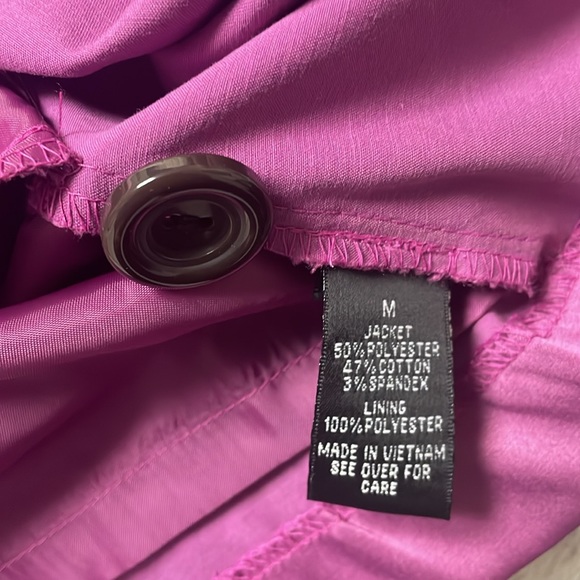 M
JACKET
50%POLYESTER
47%COTTON
3%SPANDEX
LINING
100%POLYESTER
MADE IN VIETNAM
SEE OVER FOR
CARE